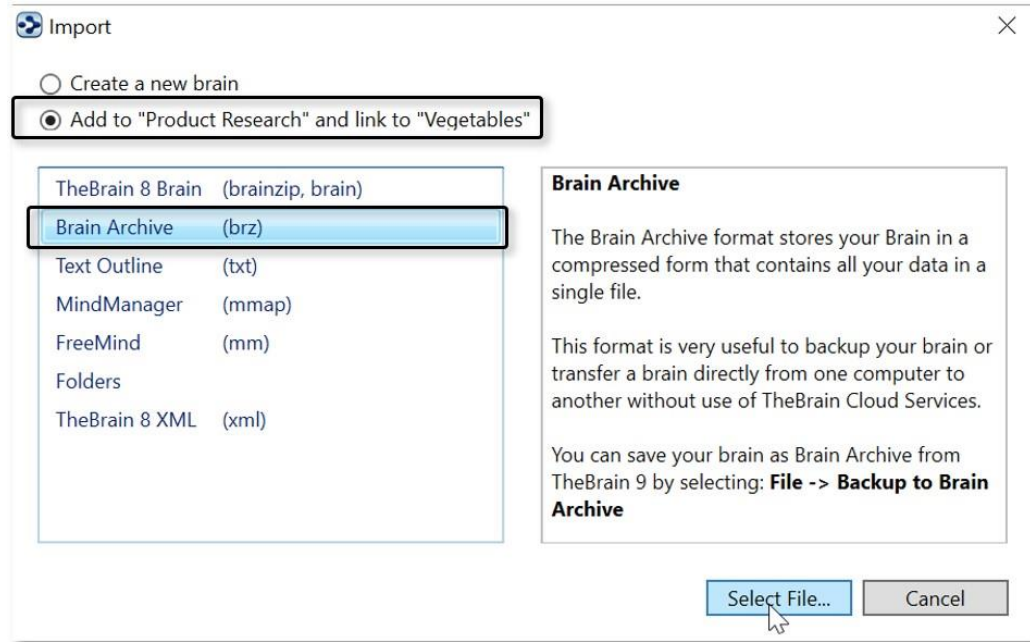 Import
Create a new brain
Add to "Product Research" and link to "Vegetables"
TheBrain 8 Brain (brainzip, brain)
Brain Archive (brz)
Text Outline (txt)
MindManager (mmap)
FreeMind (mm)
Folders
TheBrain 8 XML (xml)
Brain Archive
The Brain Archive format stores your Brain in a
compressed form that contains all your data in a
single file.
This format is very useful to backup your brain or
transfer a brain directly from one computer to
another without use of TheBrain Cloud Services.
You can save your brain as Brain Archive from
TheBrain 9 by selecting: File -> Backup to Brain
Archive
Select File...
Cancel